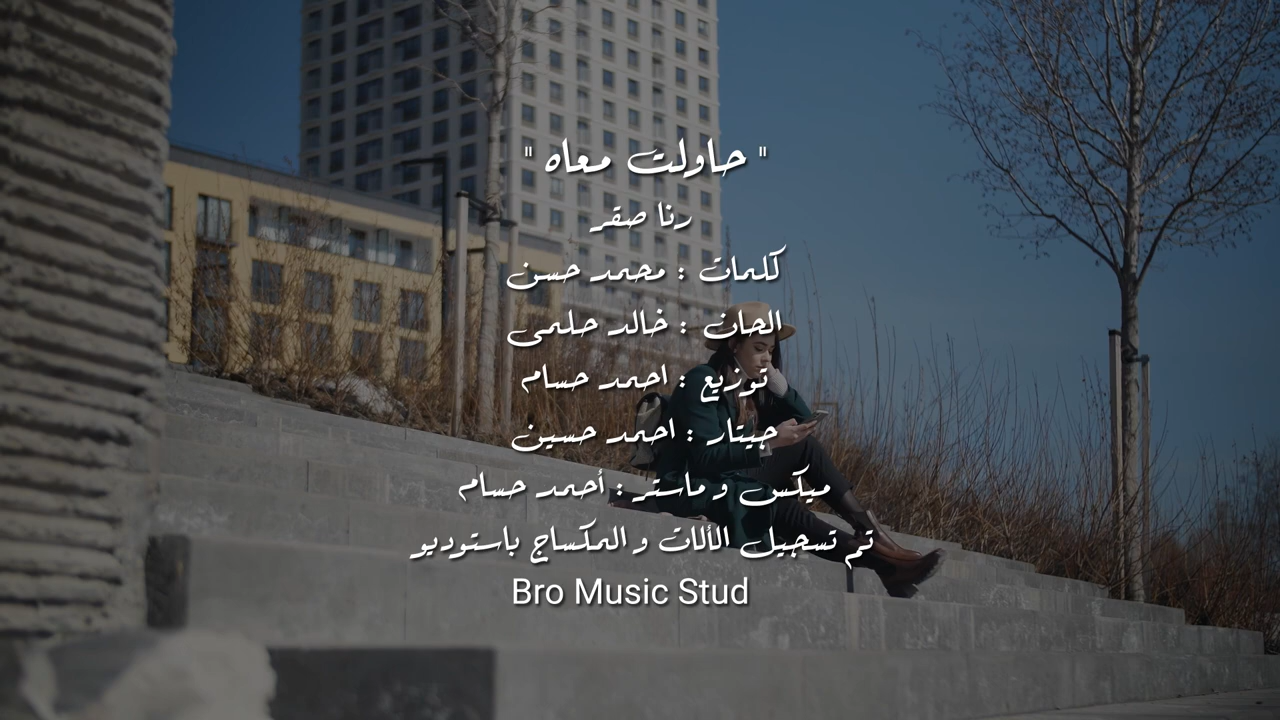 " حاولت معاه "
رنا صقر
كلمات : محمد حسن
الحان : خالد حلمى
توزيع : احمد حسام
جيتار : احمد حسين
ميكس و ماستر : أحمد حسام
تم تسجيل الألات و المكساج باستوديو
Bro Music Stud